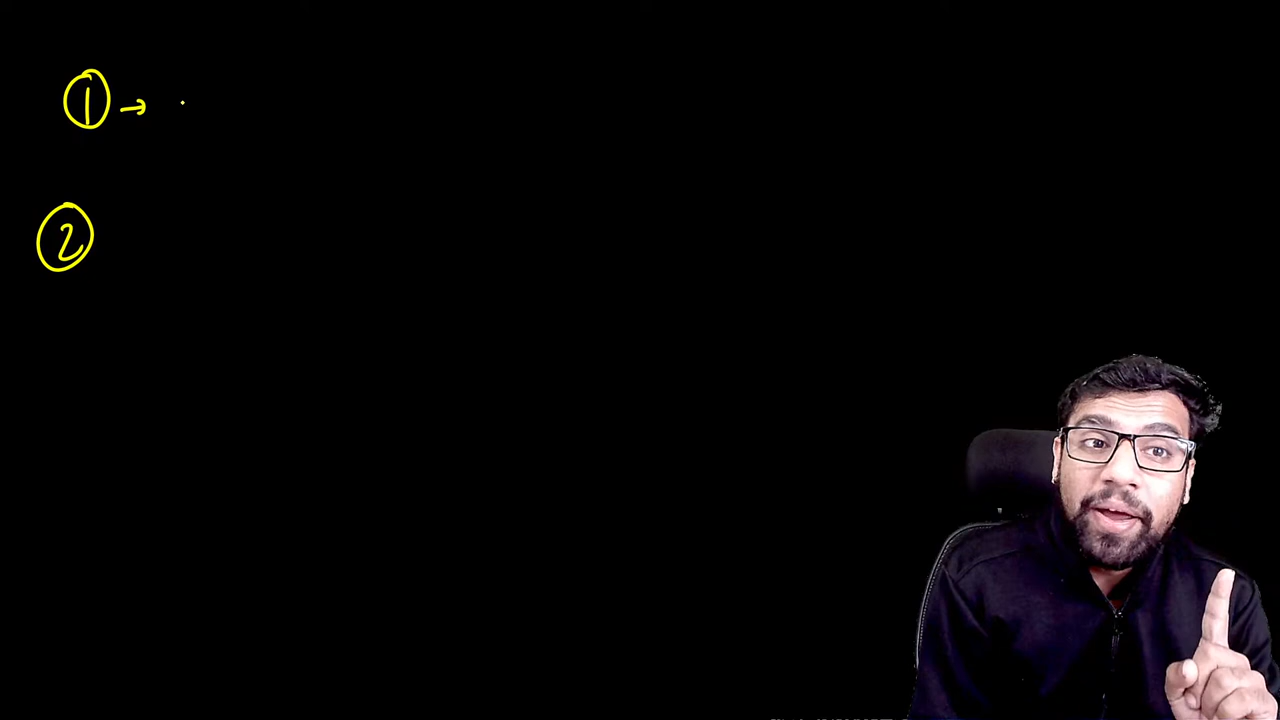 ① →
②